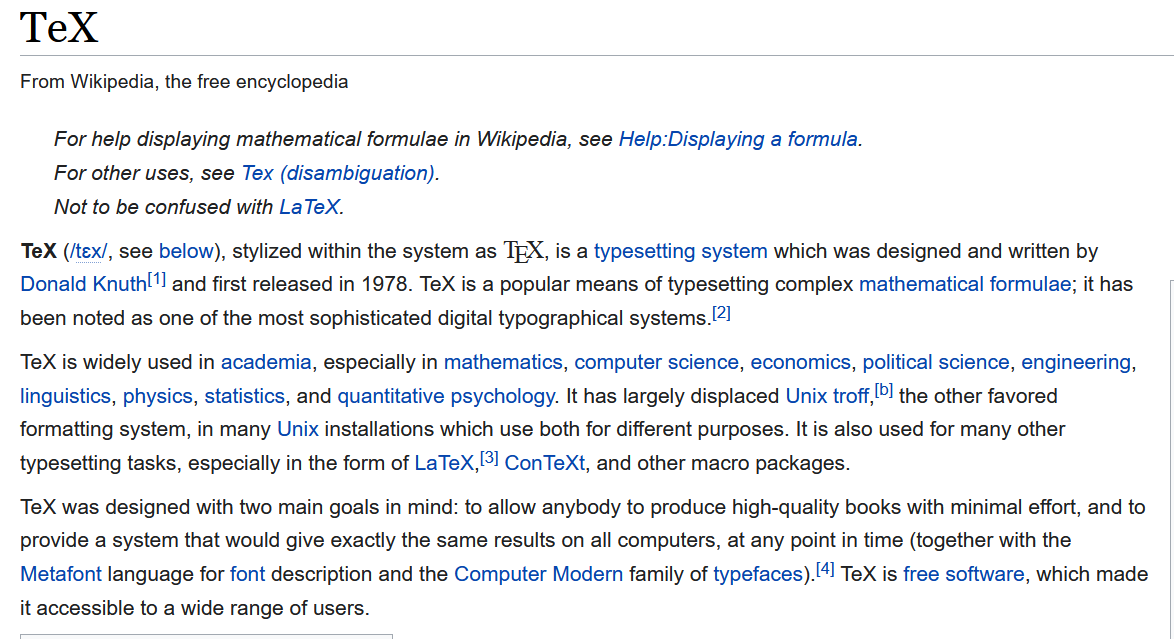 TeX
From Wikipedia, the free encyclopedia
For help displaying mathematical formulae in Wikipedia, see Help:Displaying a formula.
For other uses, see Tex (disambiguation).
Not to be confused with LaTeX.
TeX (/tɛx/, see below), stylized within the system as TEX, is a typesetting system which was designed and written by
Donald Knuth[1] and first released in 1978. TeX is a popular means of typesetting complex mathematical formulae; it has
been noted as one of the most sophisticated digital typographical systems.[2]
TeX is widely used in academia, especially in mathematics, computer science, economics, political science, engineering,
linguistics, physics, statistics, and quantitative psychology. It has largely displaced Unix troff,[b] the other favored
formatting system, in many Unix installations which use both for different purposes. It is also used for many other
typesetting tasks, especially in the form of LaTeX,[3] ConTeXt, and other macro packages.
TeX was designed with two main goals in mind: to allow anybody to produce high-quality books with minimal effort, and to
provide a system that would give exactly the same results on all computers, at any point in time (together with the
Metafont language for font description and the Computer Modern family of typefaces).[4] TeX is free software, which made
it accessible to a wide range of users.